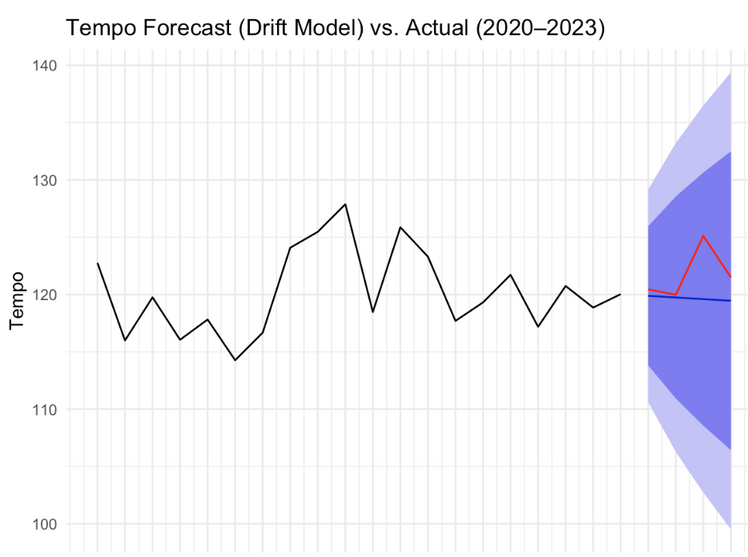 Tempo Forecast (Drift Model) vs. Actual (2020–2023)
140
130
120
110
100
Tempo